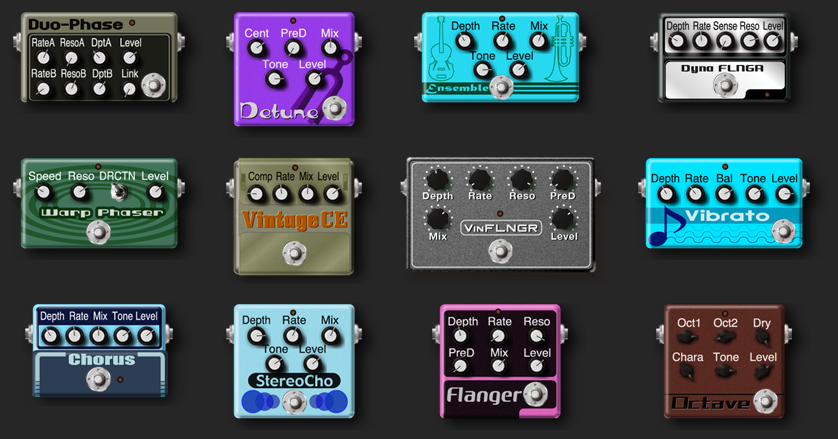 Duo-Phase
RateA ResoA DptA Level
RateB ResoB DptB Link
Cent PreD Mix
Tone Level
Detune
Depth Rate Mix
Tone Level
Ensemble
Depth Rate Sense Reso Level
Dyna FLNGR
Speed Reso DRCTN Level
Warp Phaser
Comp Rate Mix Level
Vintage CE
Depth Rate Reso PreD
Mix VINFLNGR Level
Depth Rate Bal Tone Level
Vibrato
Depth Rate Mix Tone Level
Chorus
Depth Rate Mix
Tone Level
StereoCho
Depth Rate Reso
PreD Mix Level
Flanger
Oct1 Oct2 Dry
Chara Tone Level
Octave